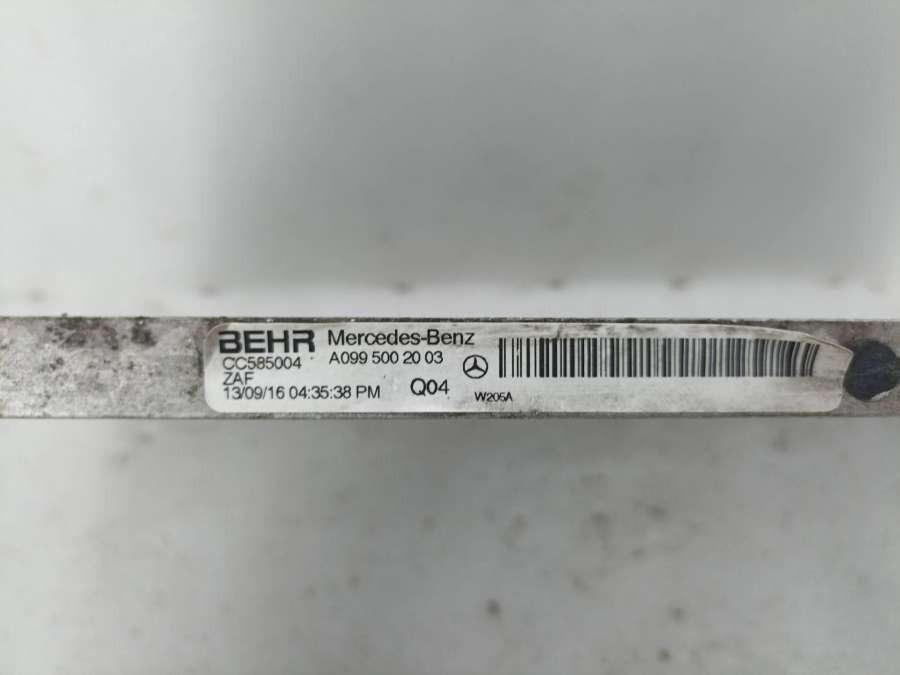 BEHR Mercedes-Benz
CC585004 A099 500 20 03
ZAF
13/09/16 04:35:38 PM Q04 W205A